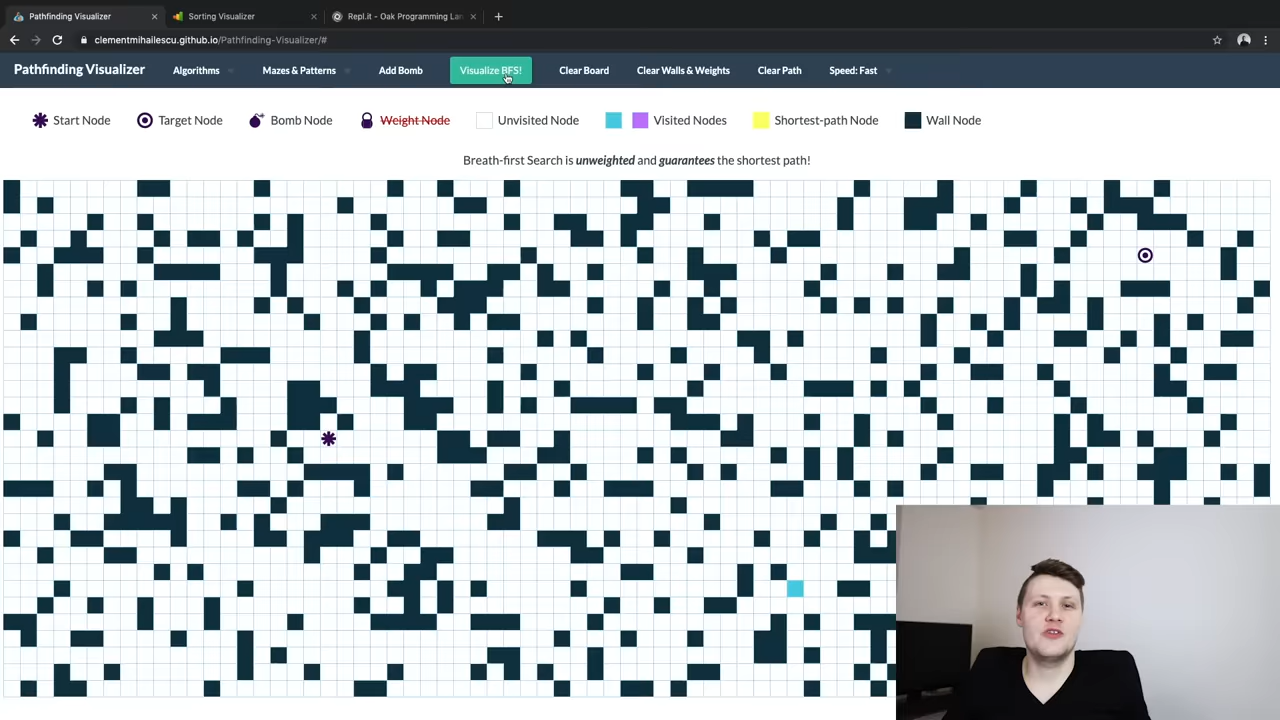 Pathfinding Visualizer
Sorting Visualizer
Repl.it - Oak Programming Lan
clementmihailescu.github.io/Pathfinding-Visualizer/#
Pathfinding Visualizer Algorithms Mazes & Patterns Add Bomb Visualize BFS! Clear Board Clear Walls & Weights Clear Path Speed: Fast
Start Node Target Node Bomb Node Weight Node Unvisited Node Visited Nodes Shortest-path Node Wall Node
Breath-first Search is unweighted and guarantees the shortest path!